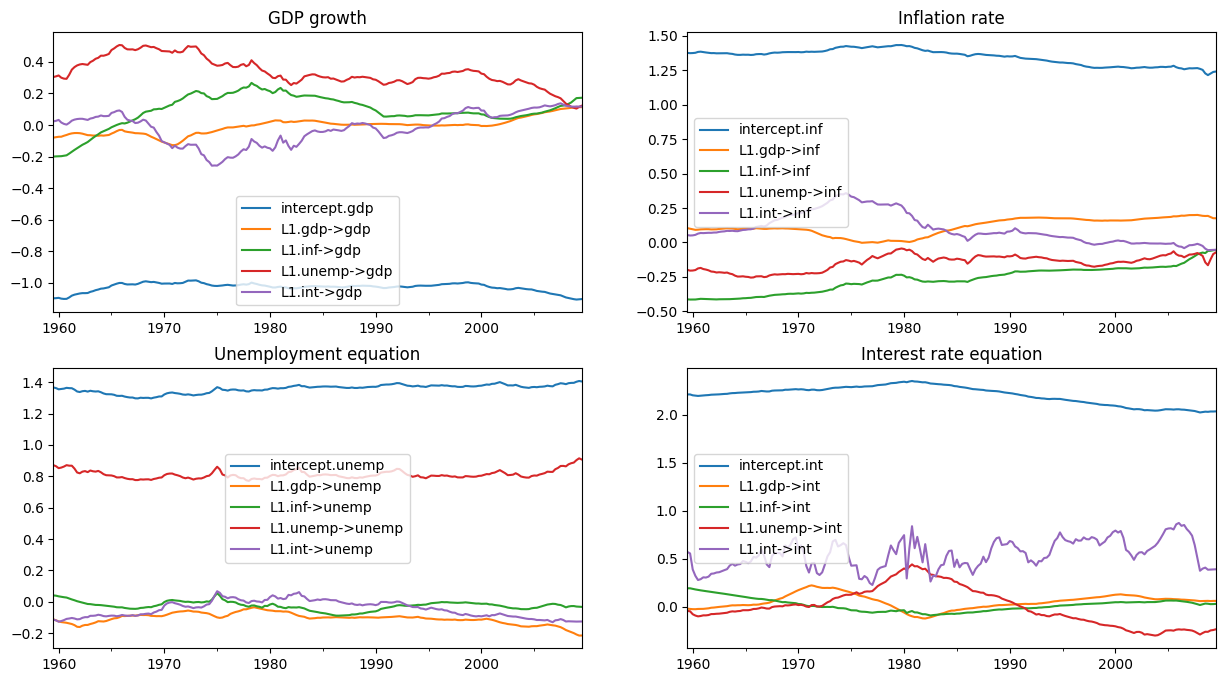 GDP growth
0.4
0.2
0.0
−0.2
−0.4
−0.6
−0.8
−1.0
intercept.gdp
L1.gdp->gdp
L1.inf->gdp
L1.unemp->gdp
L1.int->gdp
1960
1970
1980
1990
2000
Inflation rate
1.50
1.25
1.00
0.75
0.50
0.25
0.00
−0.25
−0.50
intercept.inf
L1.gdp->inf
L1.inf->inf
L1.unemp->inf
L1.int->inf
1960
1970
1980
1990
2000
Unemployment equation
1.4
1.2
1.0
0.8
0.6
0.4
0.2
0.0
−0.2
intercept.unemp
L1.gdp->unemp
L1.inf->unemp
L1.unemp->unemp
L1.int->unemp
1960
1970
1980
1990
2000
Interest rate equation
2.0
1.5
1.0
0.5
0.0
intercept.int
L1.gdp->int
L1.inf->int
L1.unemp->int
L1.int->int
1960
1970
1980
1990
2000